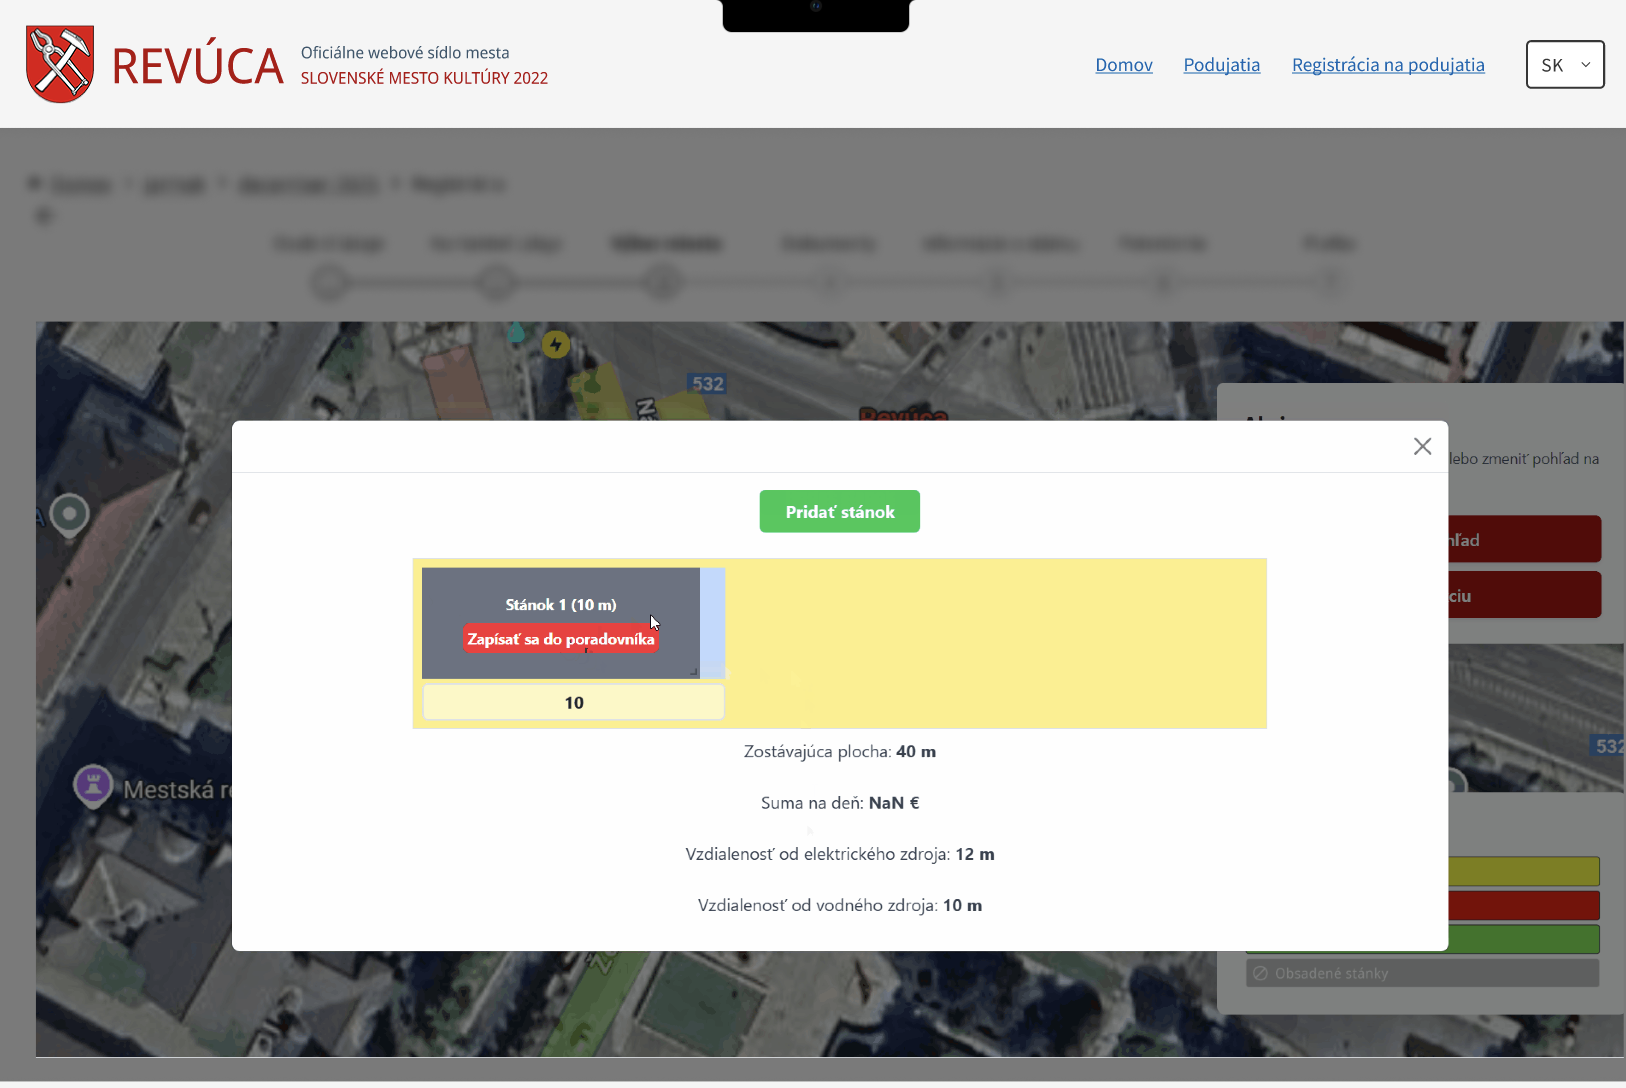 REVÚCA
Oficiálne webové sídlo mesta
SLOVENSKÉ MESTO KULTÚRY 2022
Domov
Podujatia
Registrácia na podujatia
SK
532
Revúca
lebo zmeniť pohľad na
Pridať stánok
Stánok 1 (10 m)
Zapísať sa do poradovníka
10
Zostávajúca plocha: 40 m
Suma na deň: NaN €
Vzdialenosť od elektrického zdroja: 12 m
Vzdialenosť od vodného zdroja: 10 m
Mestská
532
Obsadené stánky